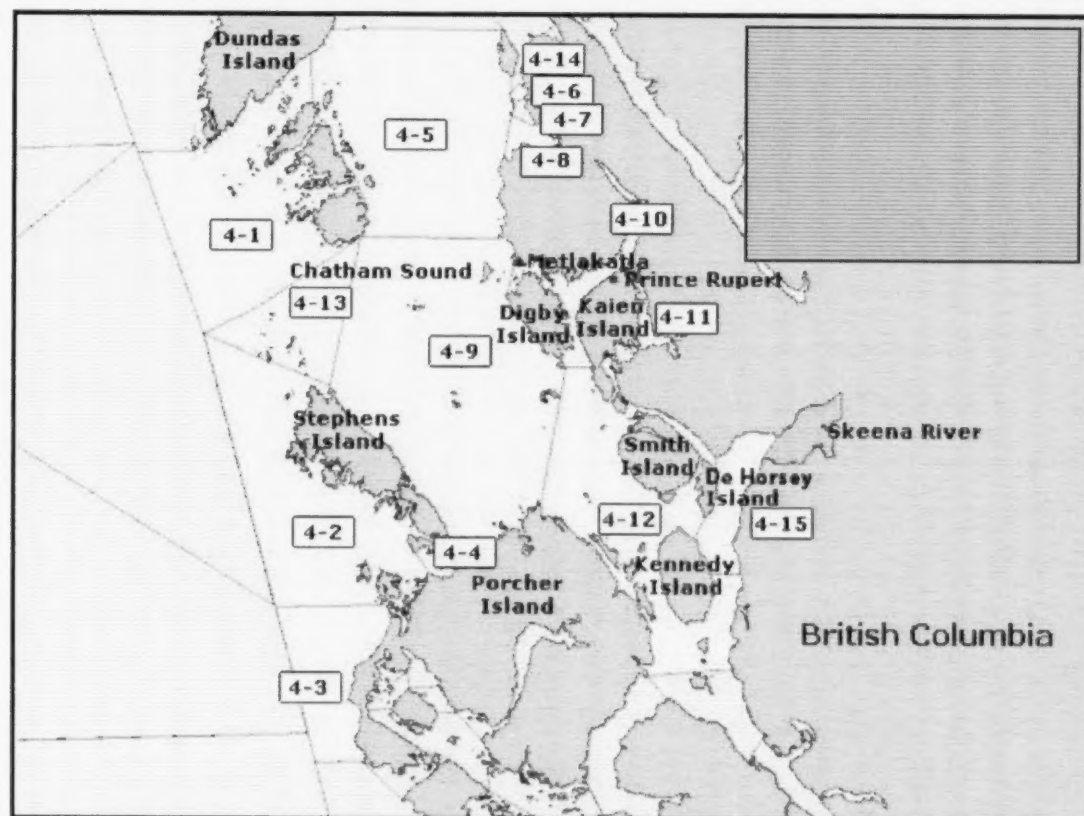 Dundas
Island
4-14
4-6
4-7
4-5
4-8
4-10
4-1
Metlakatla
Chatham Sound
Prince Rupert
4-13
Digby
Island
Kaien
Island
4-11
4-9
Stephens
Island
Smith
Island
Skeena River
De Horsey
Island
4-12
4-15
4-2
4-4
Kennedy
Island
Porcher
Island
British Columbia
4-3